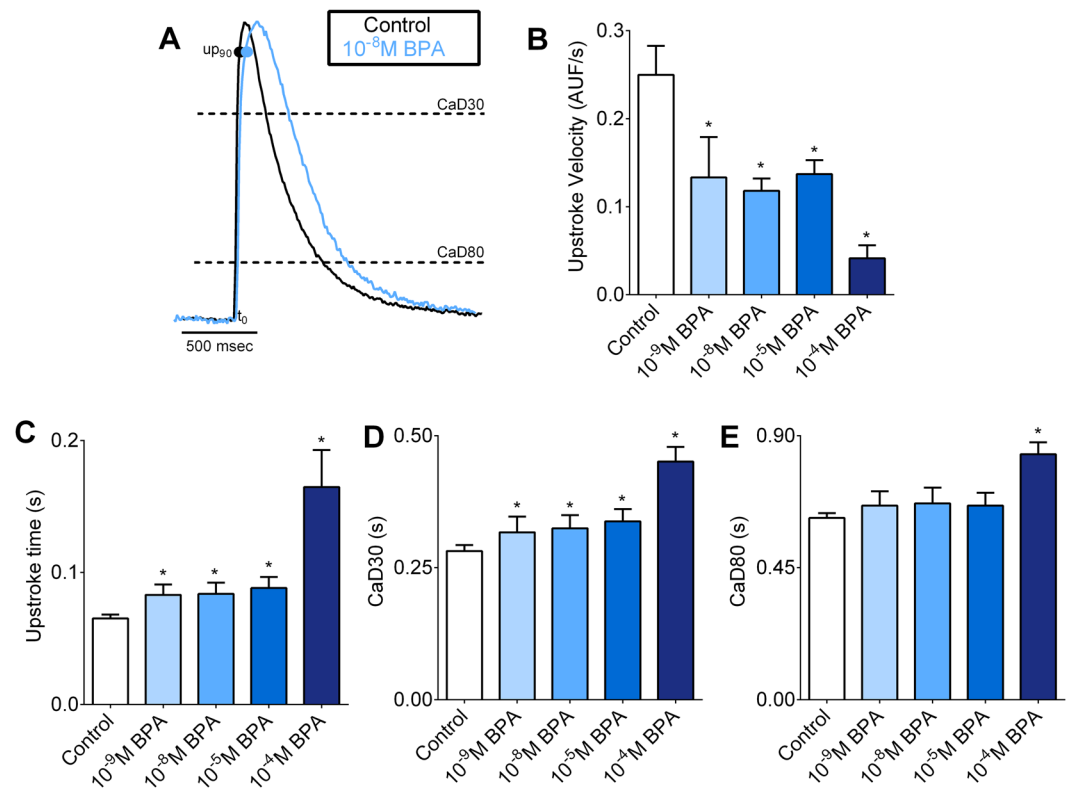 A
Control
10⁻⁸M BPA
up₉₀
CaD30
CaD80
t₀
500 msec
B
Upstroke Velocity (AUF/s)
0.3
0.2
0.1
0.0
*
*
*
*
Control
10⁻⁹M BPA
10⁻⁸M BPA
10⁻⁵M BPA
10⁻⁴M BPA
C
Upstroke time (s)
0.2
0.1
0.0
*
*
*
*
Control
10⁻⁹M BPA
10⁻⁸M BPA
10⁻⁵M BPA
10⁻⁴M BPA
D
CaD30 (s)
0.50
0.25
0.00
*
*
*
*
Control
10⁻⁹M BPA
10⁻⁸M BPA
10⁻⁵M BPA
10⁻⁴M BPA
E
CaD80 (s)
0.90
0.45
0.00
*
Control
10⁻⁹M BPA
10⁻⁸M BPA
10⁻⁵M BPA
10⁻⁴M BPA